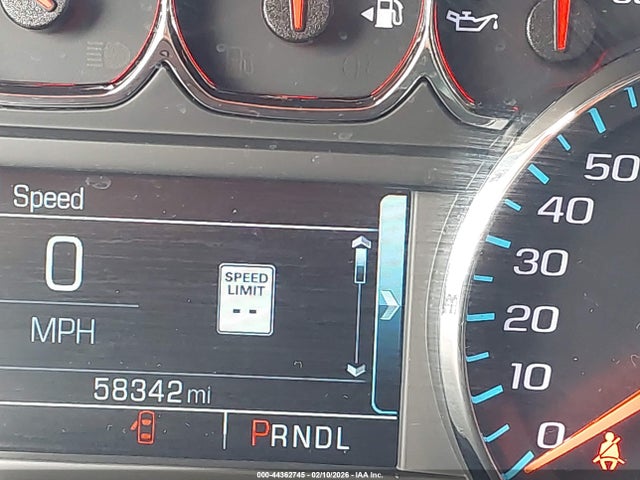 Speed
0
MPH
SPEED
LIMIT
--
58342 mi
PRNDL
50
40
30
20
10
0
000-44362745 - 02/10/2026 - IAA Inc.